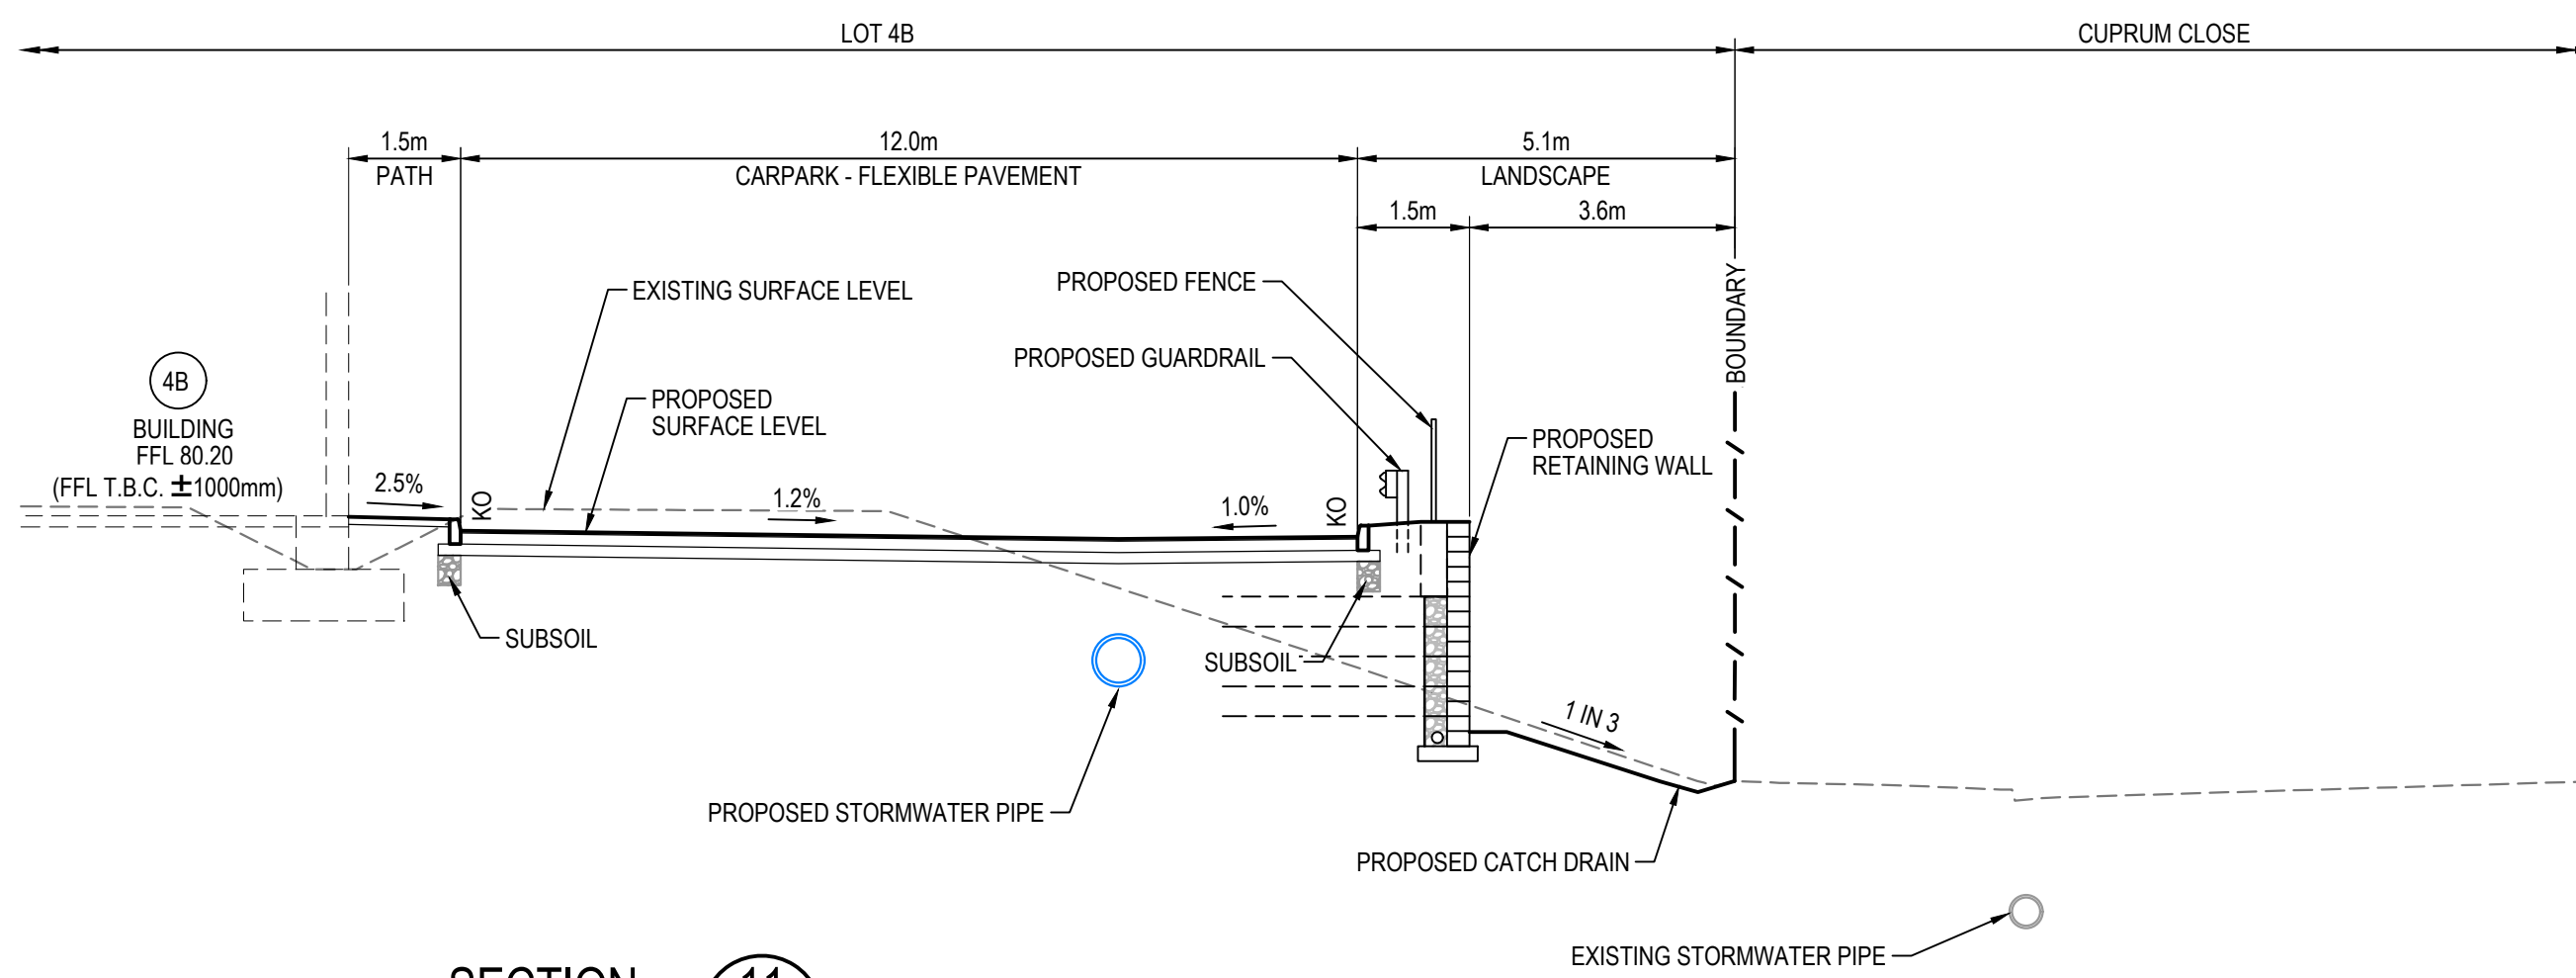 LOT 4B
CUPRUM CLOSE
1.5m
12.0m
5.1m
PATH
CARPARK - FLEXIBLE PAVEMENT
LANDSCAPE
1.5m
3.6m
EXISTING SURFACE LEVEL
PROPOSED FENCE
BOUNDARY
PROPOSED GUARDRAIL
4B
PROPOSED
SURFACE LEVEL
BUILDING
FFL 80.20
(FFL T.B.C. ±1000mm)
PROPOSED
RETAINING WALL
2.5%
KO
1.2%
1.0%
KO
SUBSOIL
SUBSOIL
1 IN 3
PROPOSED STORMWATER PIPE
PROPOSED CATCH DRAIN
EXISTING STORMWATER PIPE
SECTION
11